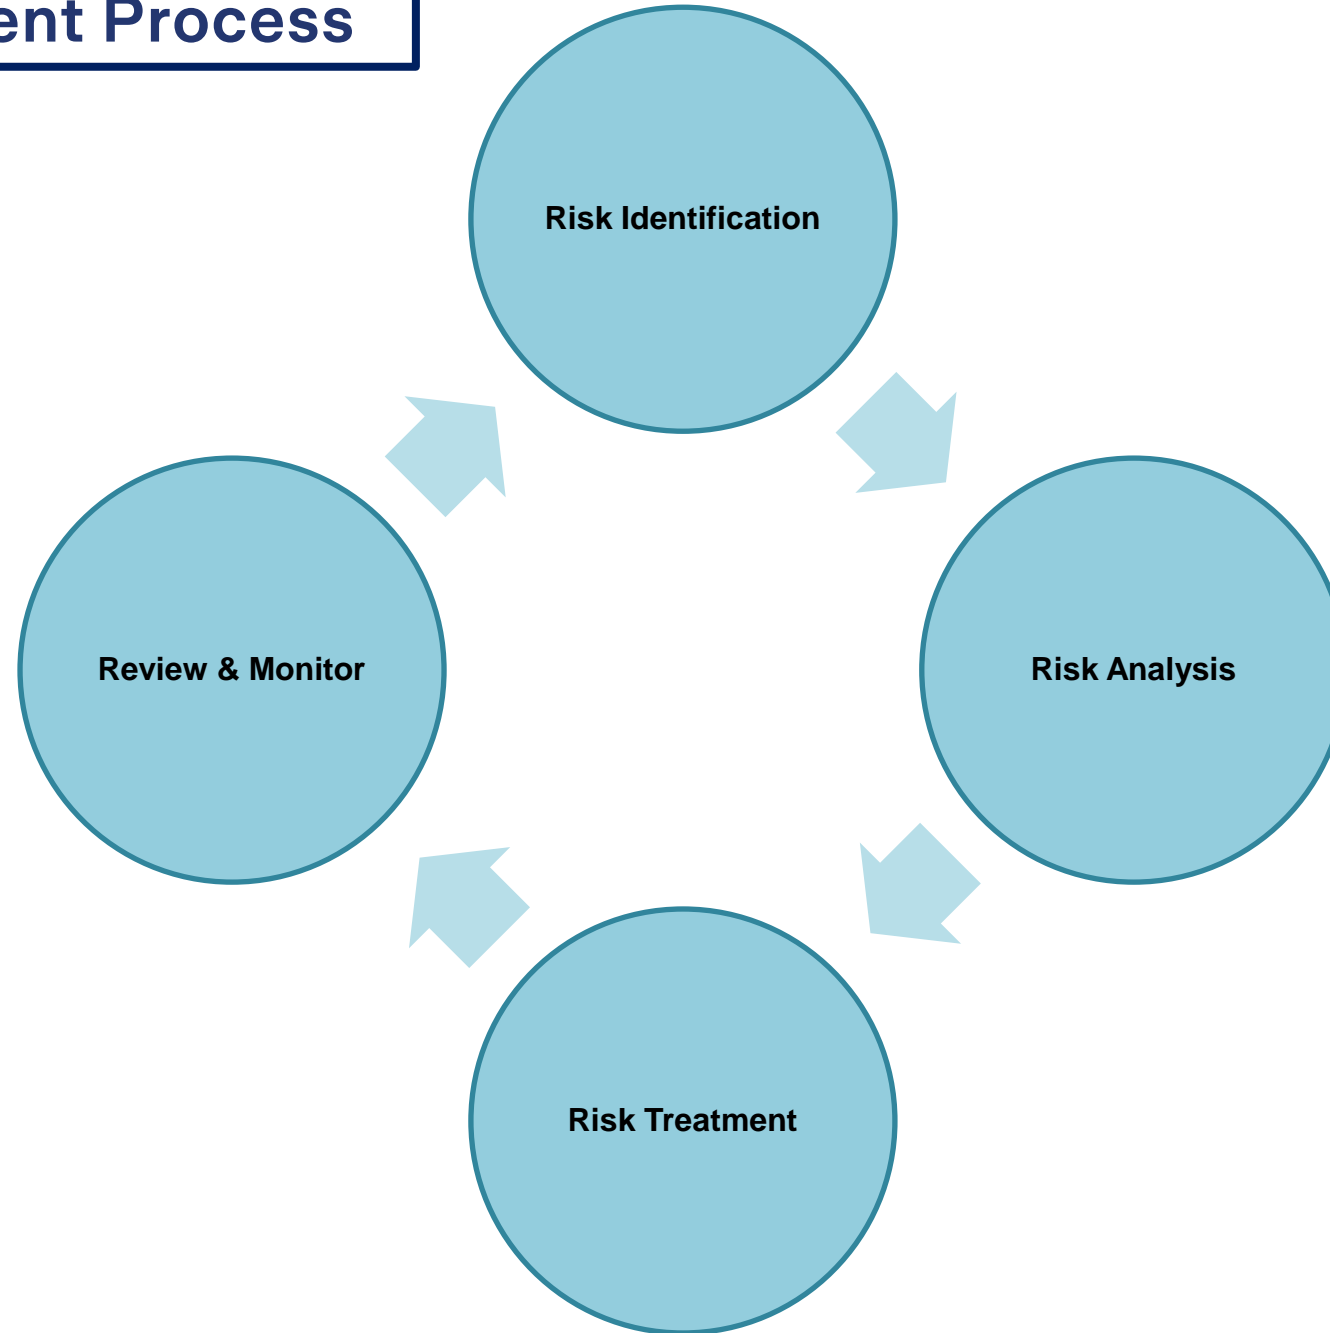 ent Process
Risk Identification
Review & Monitor
Risk Analysis
Risk Treatment